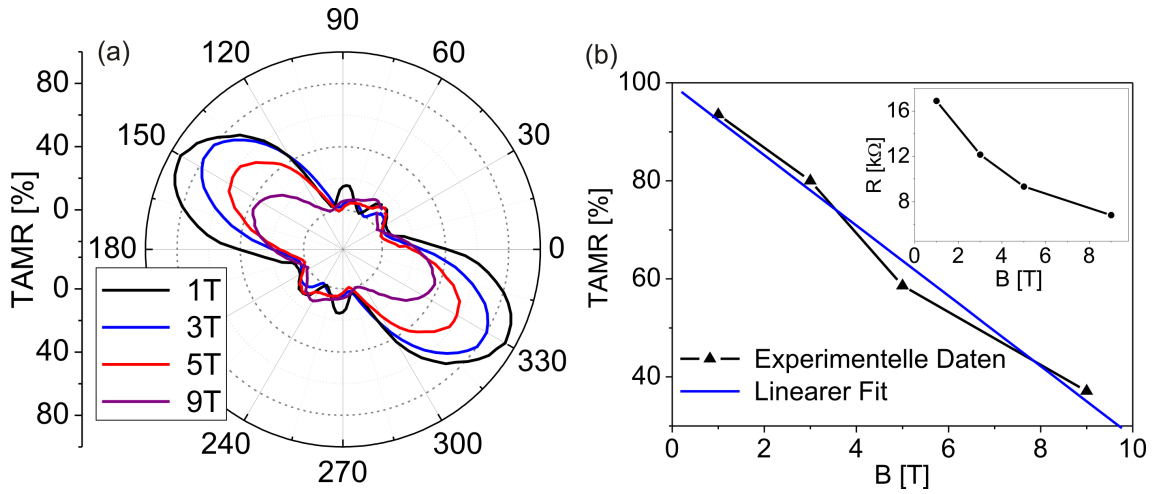 (a)
TAMR [%]
80
40
0
0
40
80
90
120
60
150
30
180
0
330
240
300
270
1T
3T
5T
9T
(b)
TAMR [%]
100
80
60
40
0
2
4
6
8
10
B [T]
Experimentelle Daten
Linearer Fit
R [kΩ]
16
12
8
0
2
4
6
8
B [T]